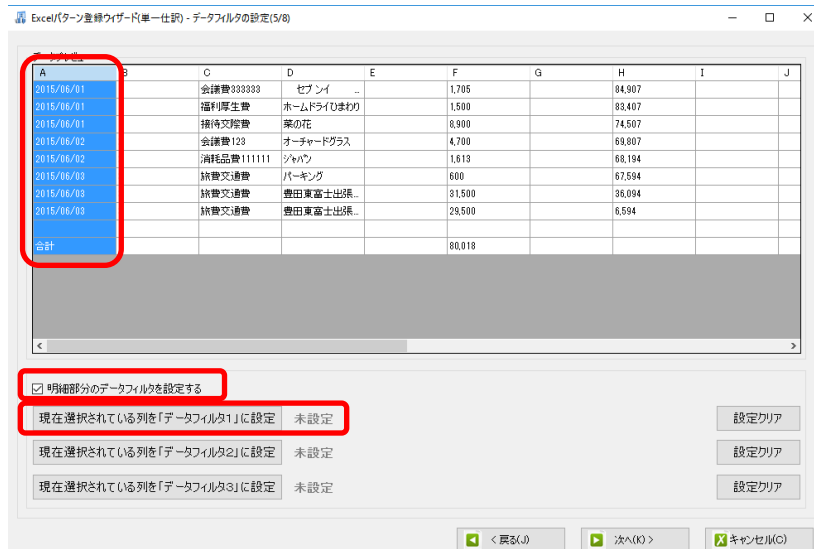 Excelパターン登録ウィザード(単一仕訳) - データフィルタの設定(5/8)
データプレビュー
A B C D E F G H I J
2015/06/01 会議費333333 セブンイ .. 1,705 84,907
2015/06/01 福利厚生費 ホームドライひまわり 1,500 83,407
2015/06/01 接待交際費 菜の花 8,900 74,507
2015/06/02 会議費123 オーチャードグラス 4,700 69,807
2015/06/02 消耗品費111111 ジャパン 1,613 68,194
2015/06/03 旅費交通費 パーキング 600 67,594
2015/06/03 旅費交通費 豊田東富士出張... 31,500 36,094
2015/06/03 旅費交通費 豊田東富士出張... 29,500 6,594
合計 80,018
明細部分のデータフィルタを設定する
現在選択されている列を「データフィルタ1」に設定 未設定 設定クリア
現在選択されている列を「データフィルタ2」に設定 未設定 設定クリア
現在選択されている列を「データフィルタ3」に設定 未設定 設定クリア
< 戻る(J) 次へ(K) > キャンセル(C)